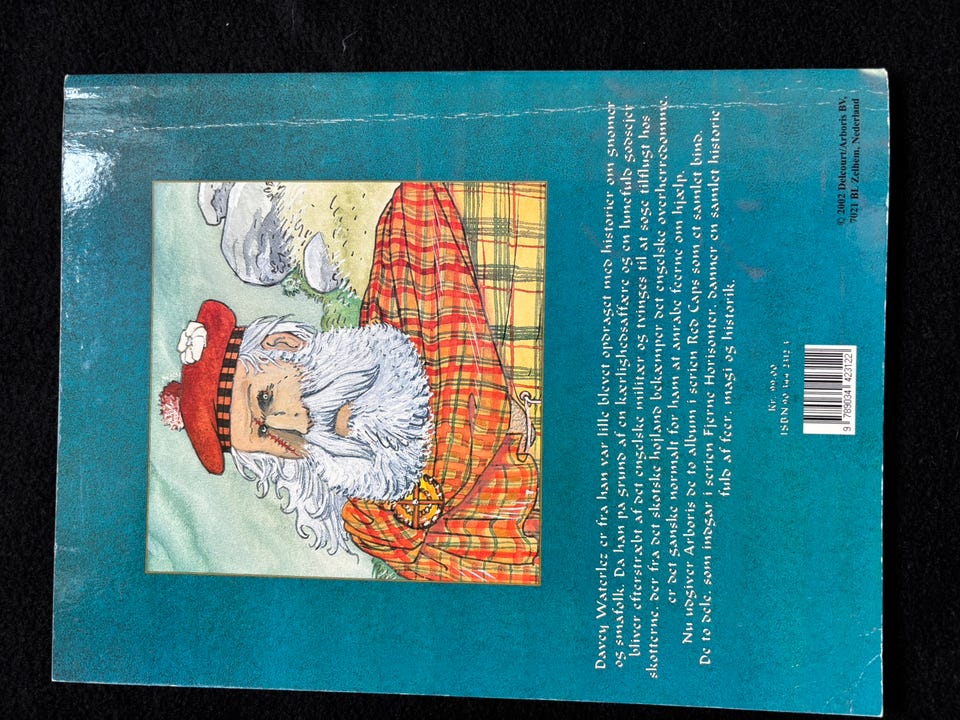 Davey Waterlez er fra han var lille blevet opdraget med historier om gnomer
og småfolk. Da han på grund af en kærlighedsaffære og en lunefuld godsejer
bliver efterstræbt af det engelske militær og tvinges til at søge tilflugt hos
skotterne, der fra det skotske højland bekæmper det engelske overherredømme,
er det ganske normalt for ham at anråbe feerne om hjælp.
Nu udgiver Arboris de to album i serien Red Caps som et samlet bind.
De to dele, som indgår i serien Fjerne Horisonter, danner en samlet historie
fuld af feer, magi og historik.
Kr.
ISBN 90
9 789034 423122
© 2002 Delcourt/Arboris BV,
7021 BL Zelhem, Nederland